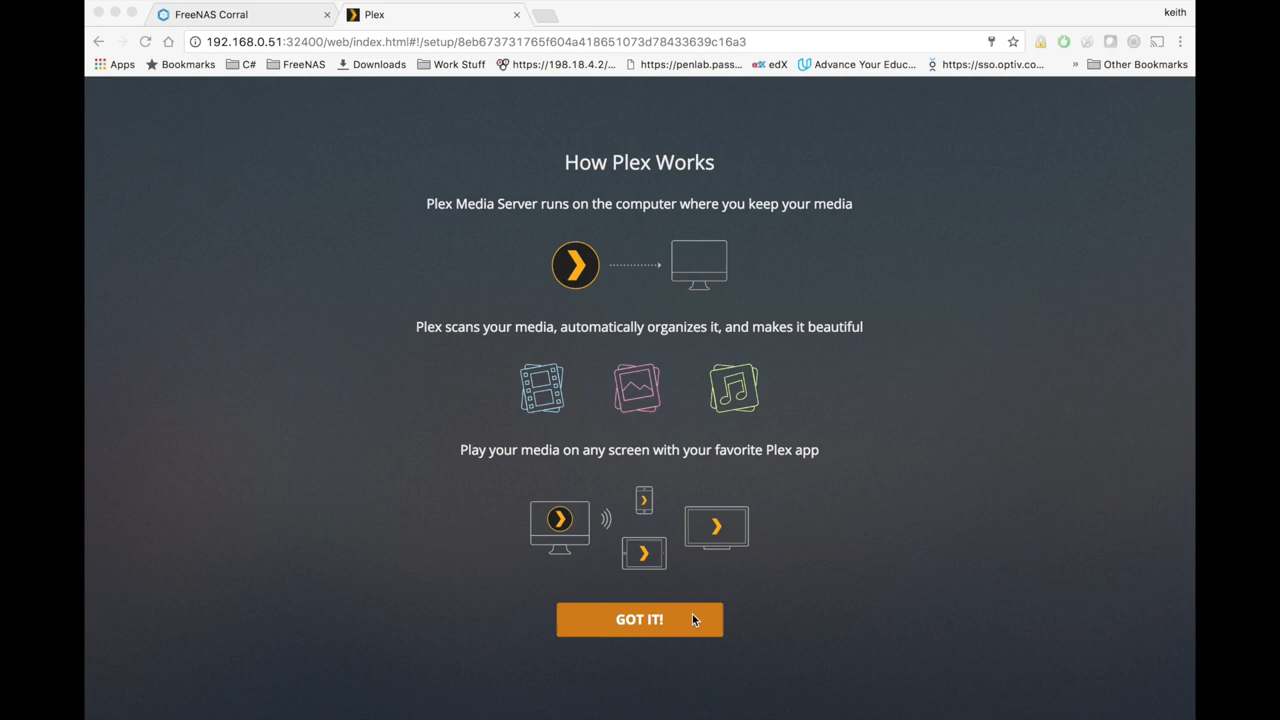 FreeNAS Corral
Plex
keith
192.168.0.51:32400/web/index.html#!/setup/8eb673731765f604a418651073d78433639c16a3
Apps Bookmarks C# FreeNAS Downloads Work Stuff https://198.18.4.2/... https://penlab.pass... edX Advance Your Educ... https://sso.optiv.co... » Other Bookmarks
How Plex Works
Plex Media Server runs on the computer where you keep your media
Plex scans your media, automatically organizes it, and makes it beautiful
Play your media on any screen with your favorite Plex app
GOT IT!